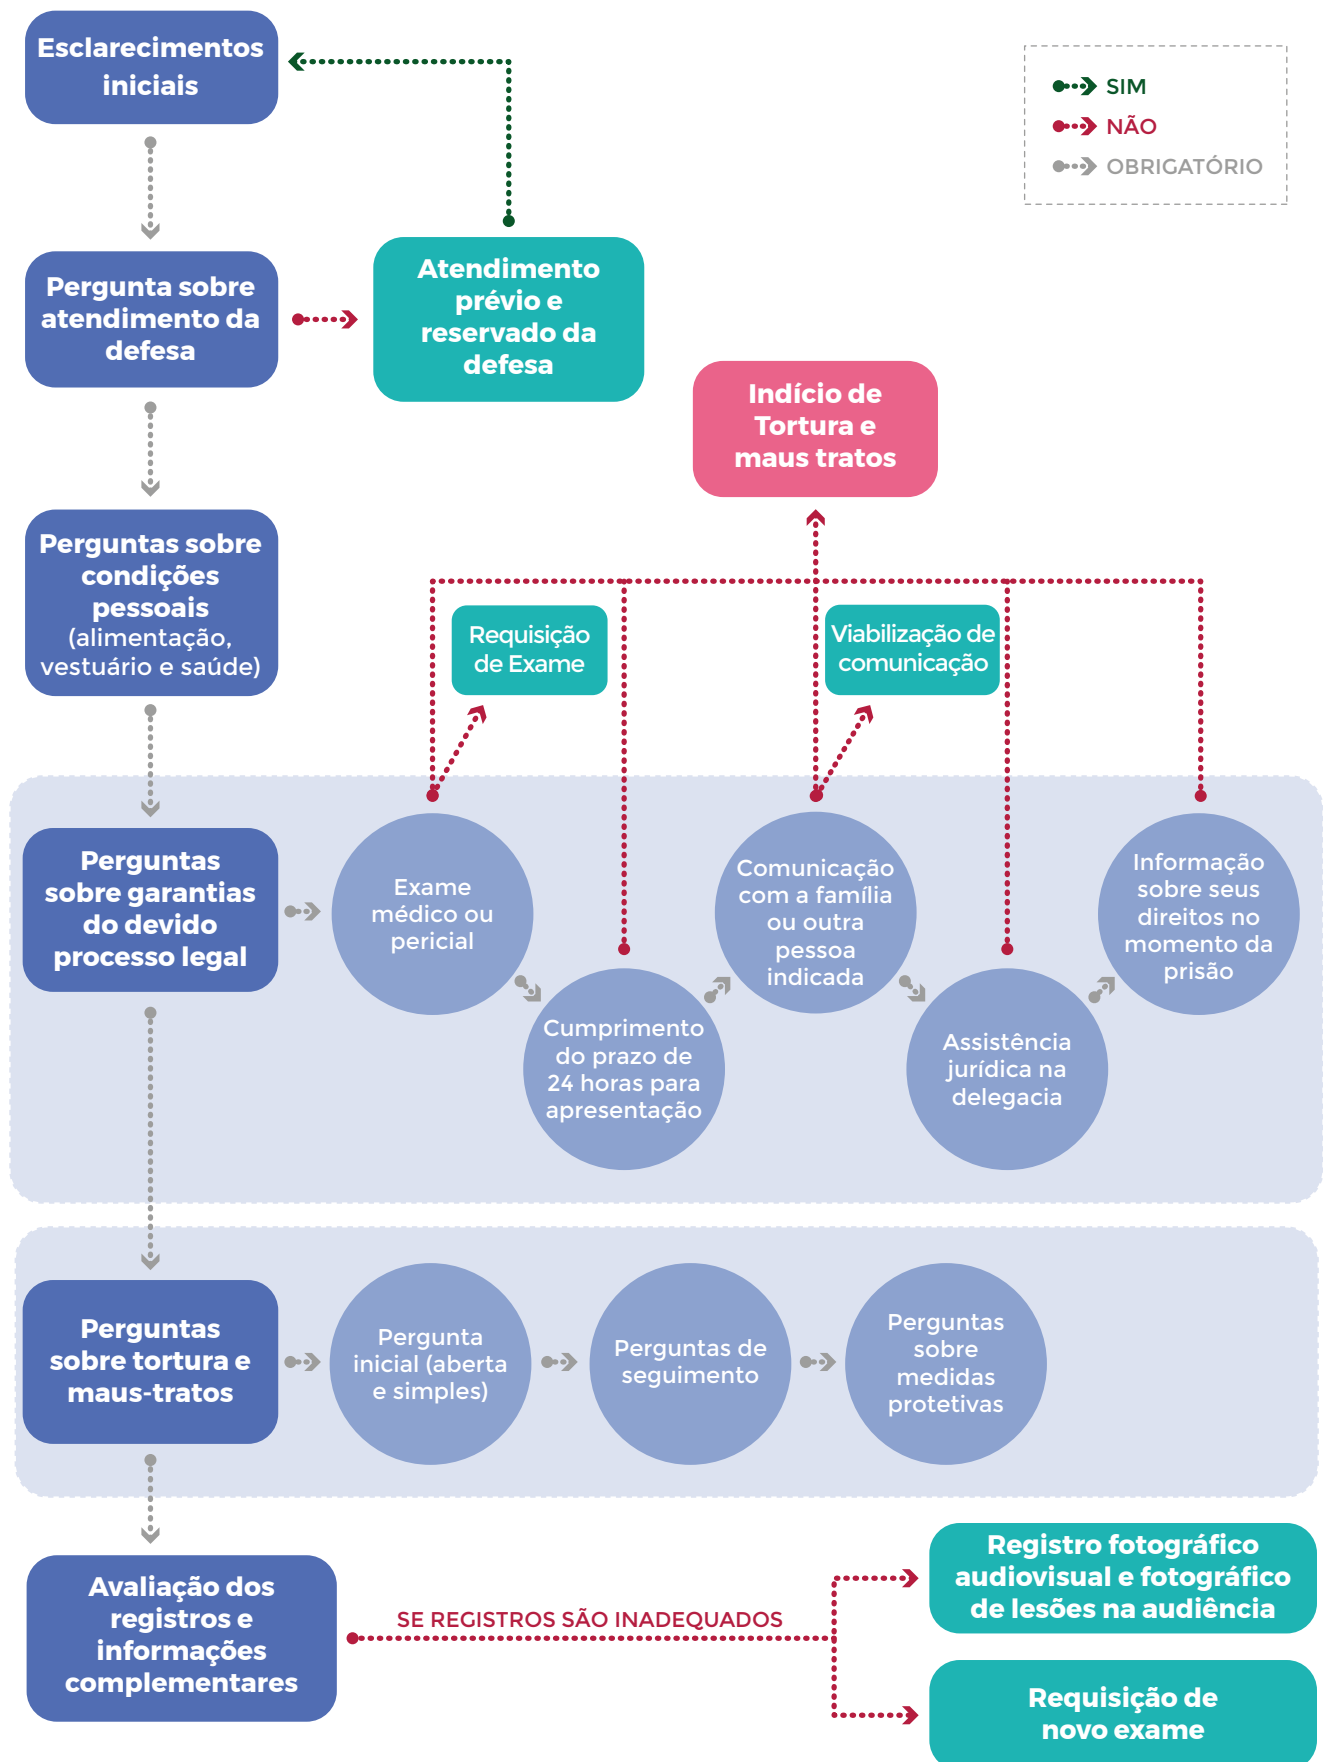 Esclarecimentos
iniciais
SIM
NÃO
OBRIGATÓRIO
Pergunta sobre
atendimento da
defesa
Atendimento
prévio e
reservado da
defesa
Indício de
Tortura e
maus tratos
Perguntas sobre
condições
pessoais
(alimentação,
vestuário e saúde)
Requisição
de Exame
Viabilização de
comunicação
Perguntas
sobre garantias
do devido
processo legal
Exame
médico ou
pericial
Cumprimento
do prazo de
24 horas para
apresentação
Comunicação
com a família
ou outra
pessoa
indicada
Assistência
jurídica na
delegacia
Informação
sobre seus
direitos no
momento da
prisão
Perguntas
sobre tortura e
maus-tratos
Pergunta
inicial (aberta
e simples)
Perguntas de
seguimento
Perguntas
sobre
medidas
protetivas
Avaliação dos
registros e
informações
complementares
SE REGISTROS SÃO INADEQUADOS
Registro fotográfico
audiovisual e fotográfico
de lesões na audiência
Requisição de
novo exame